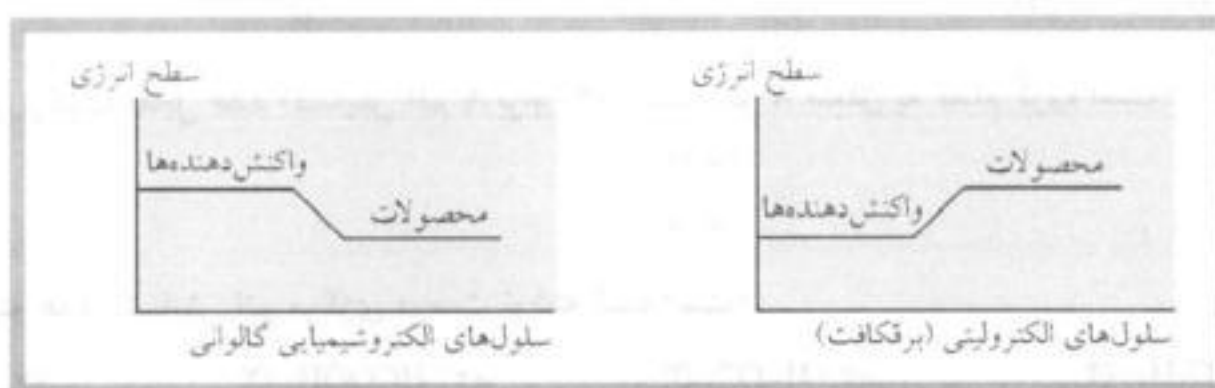 سطح انرژی
واکنش‌دهنده‌ها
محصولات
سلول‌های الکتروشیمیایی گالوانی
سطح انرژی
محصولات
واکنش‌دهنده‌ها
سلول‌های الکترولیتی (برقکافت)